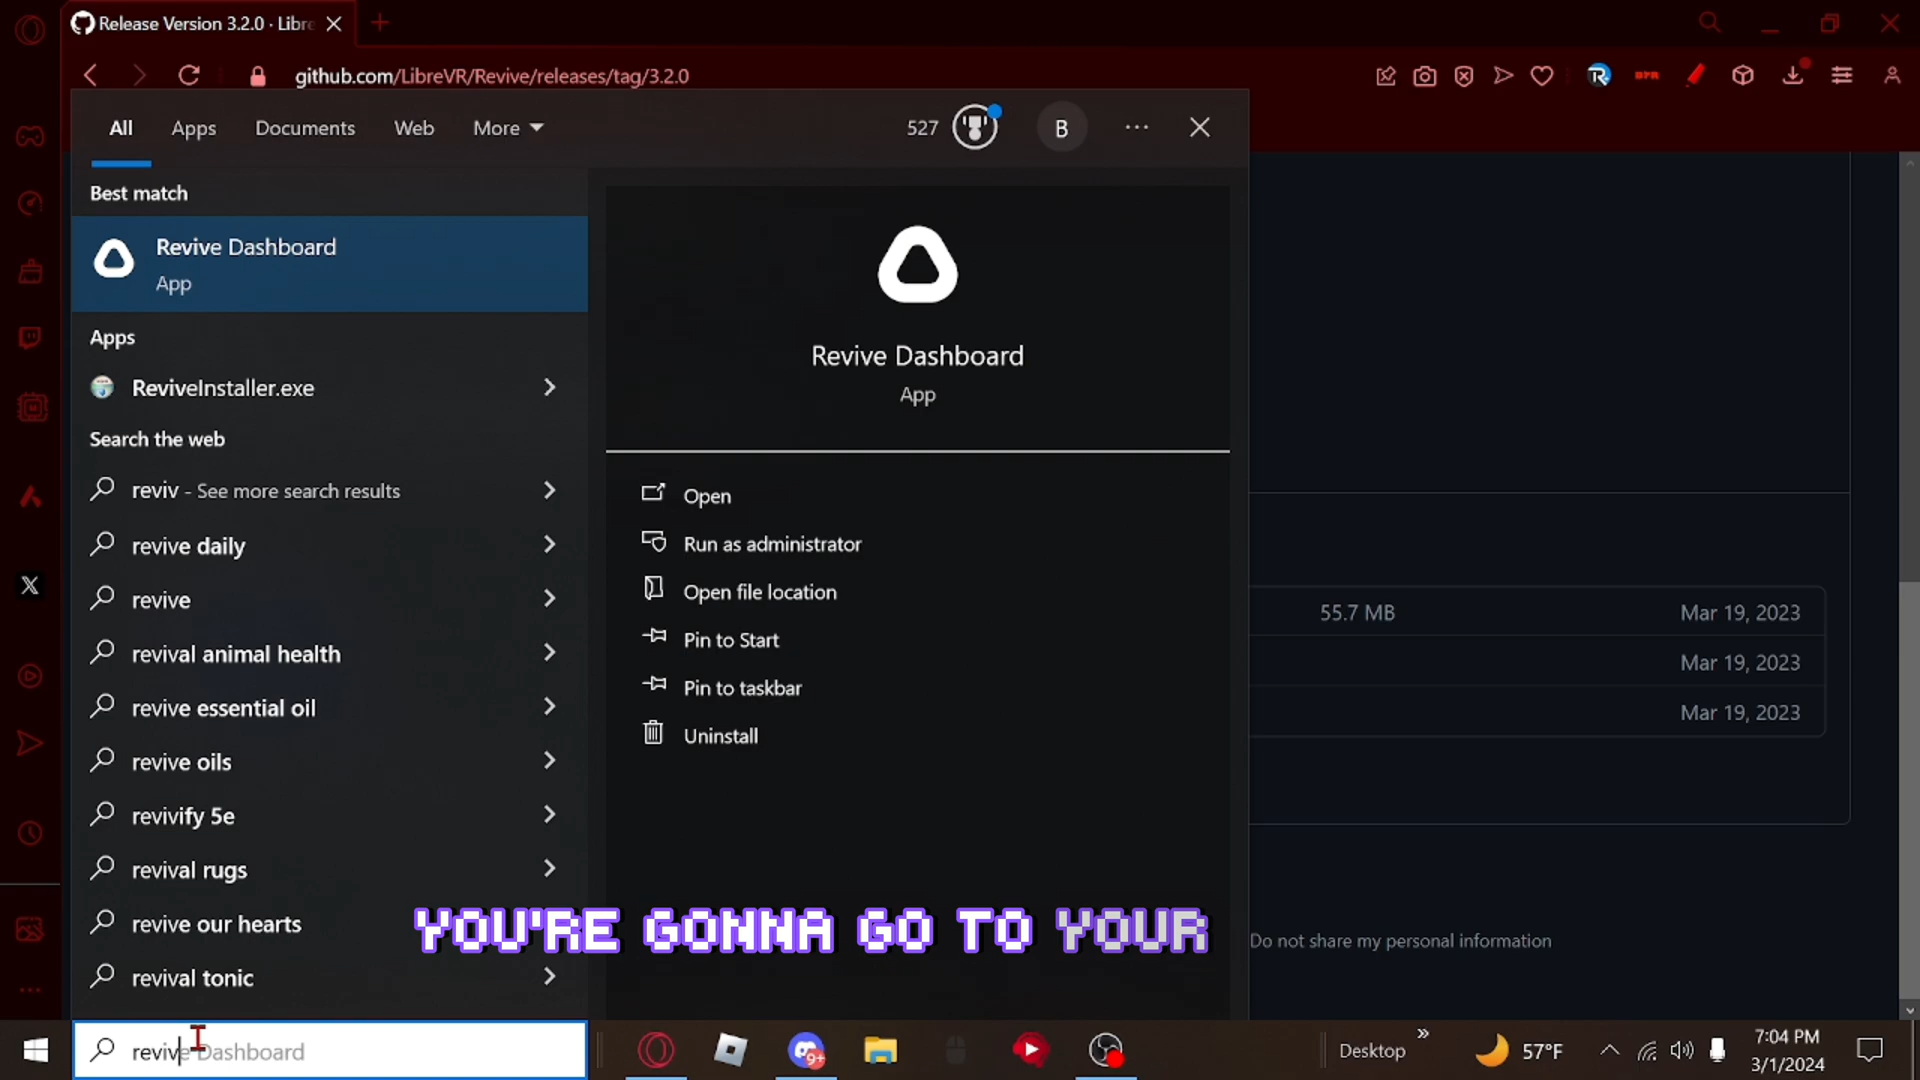 Release Version 3.2.0 · Libre
github.com/LibreVR/Revive/releases/tag/3.2.0
All
Apps
Documents
Web
More
527
B
Best match
Revive Dashboard
App
Apps
ReviveInstaller.exe
Search the web
reviv - See more search results
revive daily
revive
revival animal health
revive essential oil
revive oils
revivify 5e
revival rugs
revive our hearts
revival tonic
Revive Dashboard
App
Open
Run as administrator
Open file location
Pin to Start
Pin to taskbar
Uninstall
55.7 MB
Mar 19, 2023
Mar 19, 2023
Mar 19, 2023
Do not share my personal information
YOU'RE GONNA GO TO YOUR
revive Dashboard
9+
Desktop
57°F
7:04 PM
3/1/2024